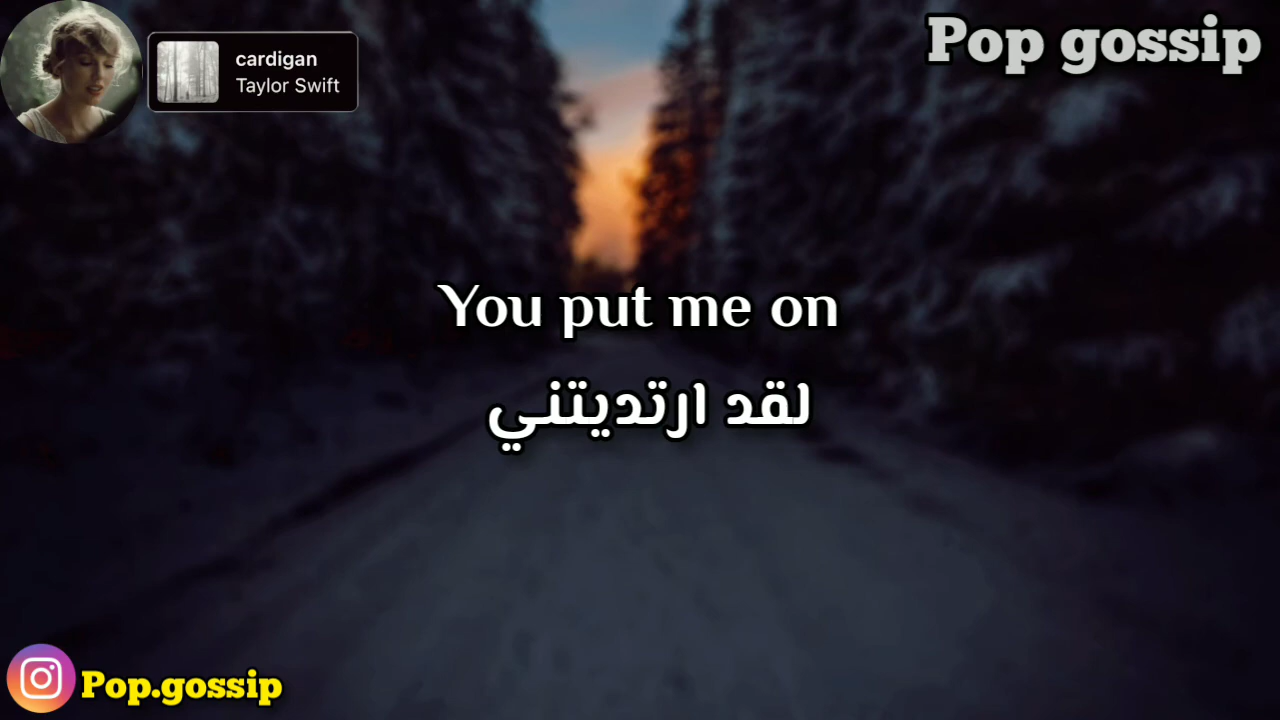 cardigan
Taylor Swift
Pop gossip
You put me on
لقد ارتديتني
Pop.gossip